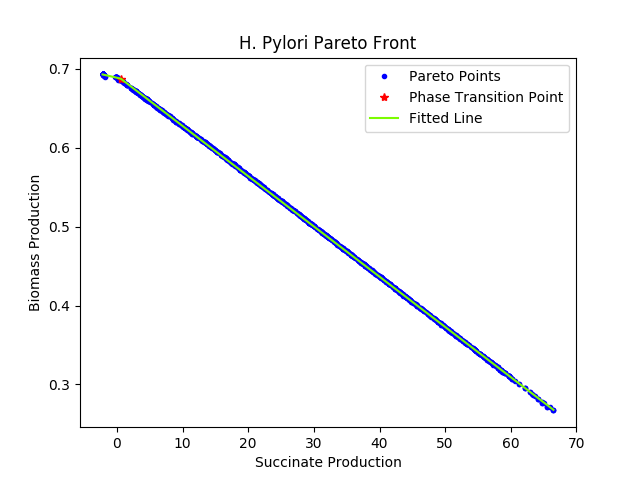 H. Pylori Pareto Front
0.7
0.6
0.5
0.4
0.3
Biomass Production
Pareto Points
Phase Transition Point
Fitted Line
0
10
20
30
40
50
60
70
Succinate Production